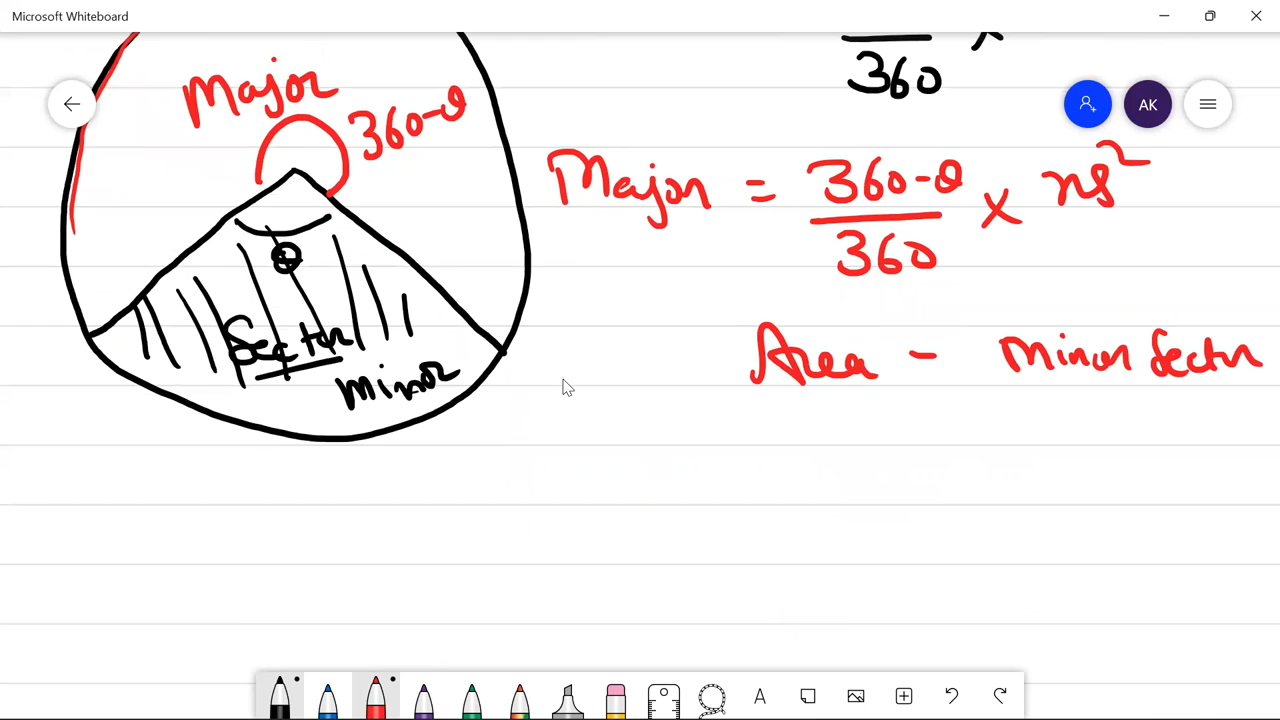 Microsoft Whiteboard
360 ×
Major
360-θ
AK
Major = 360-θ / 360 × πr²
θ
Sector
Minor
Area - Minor Sector
A